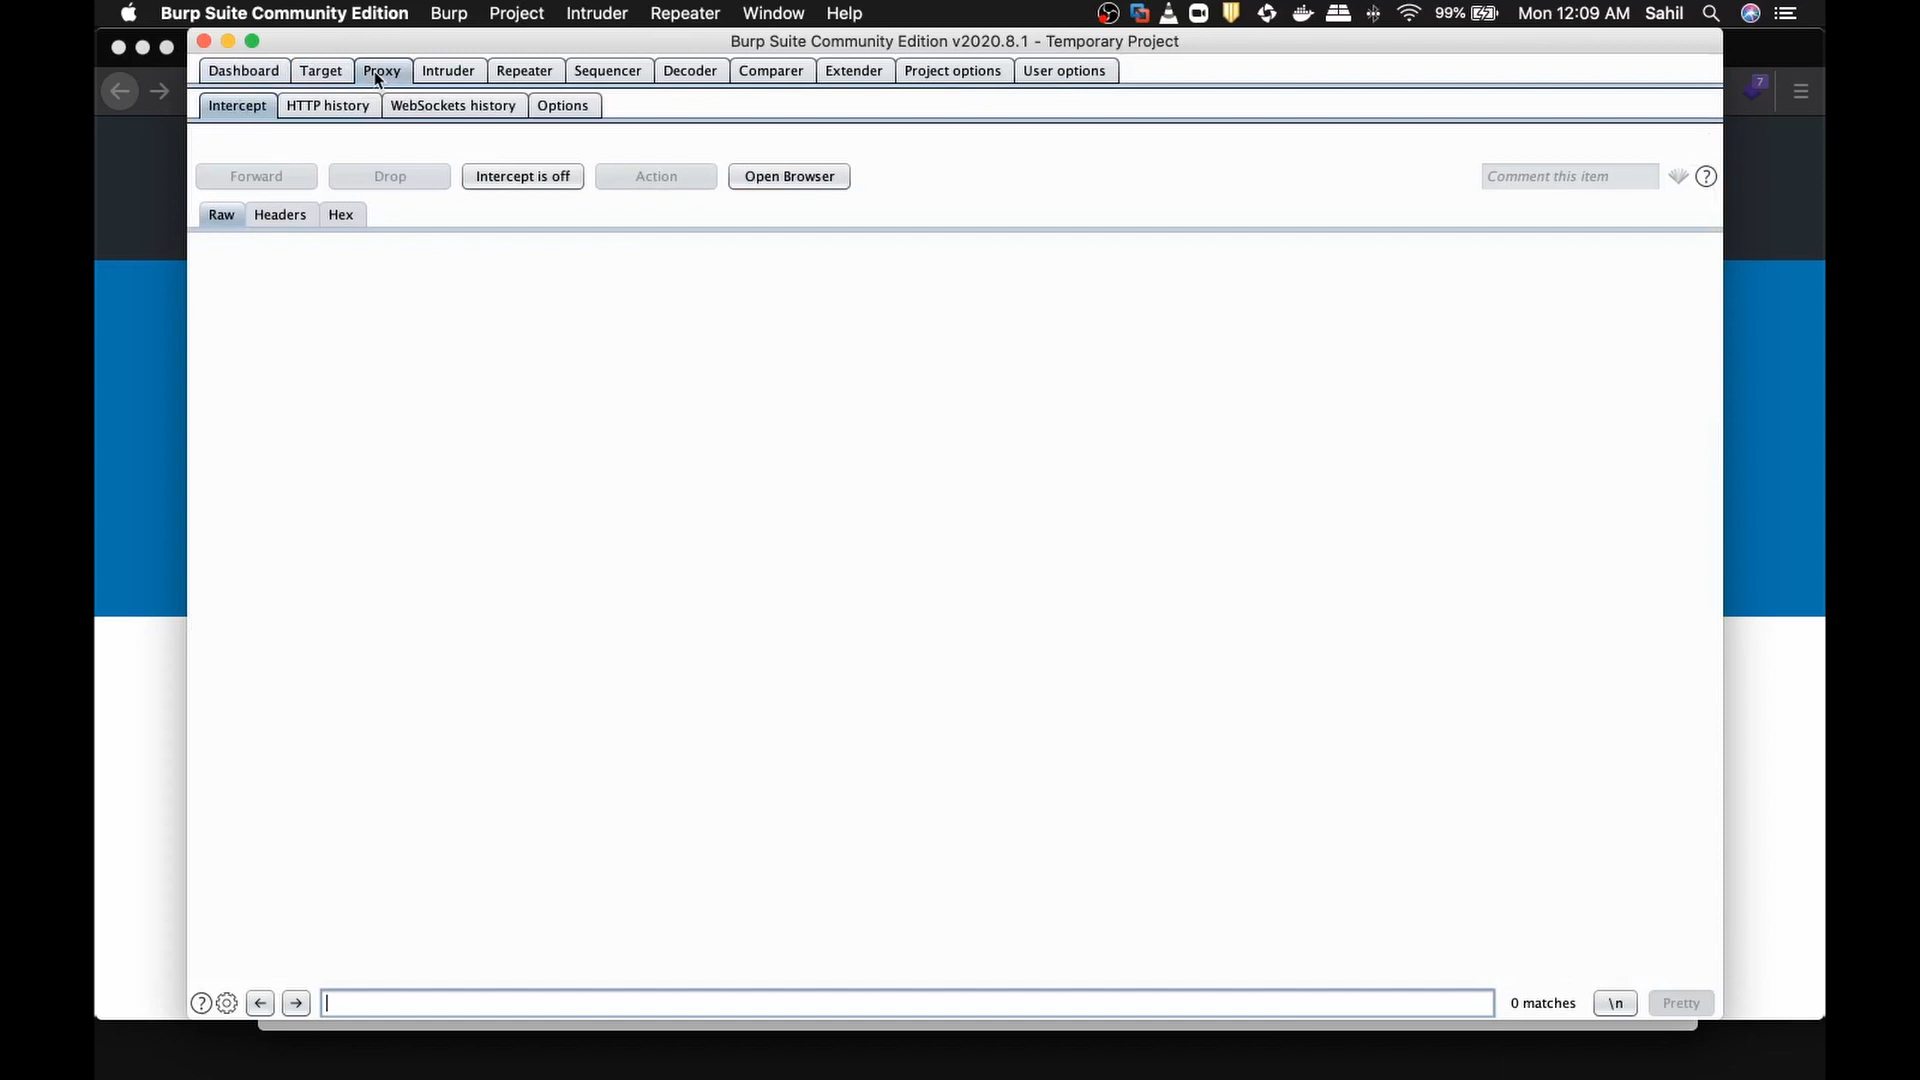 Burp Suite Community Edition Burp Project Intruder Repeater Window Help 99% Mon 12:09 AM Sahil
Burp Suite Community Edition v2020.8.1 - Temporary Project
Dashboard Target Proxy Intruder Repeater Sequencer Decoder Comparer Extender Project options User options
7
Intercept HTTP history WebSockets history Options
Forward Drop Intercept is off Action Open Browser Comment this item ?
Raw Headers Hex
? 0 matches \n Pretty